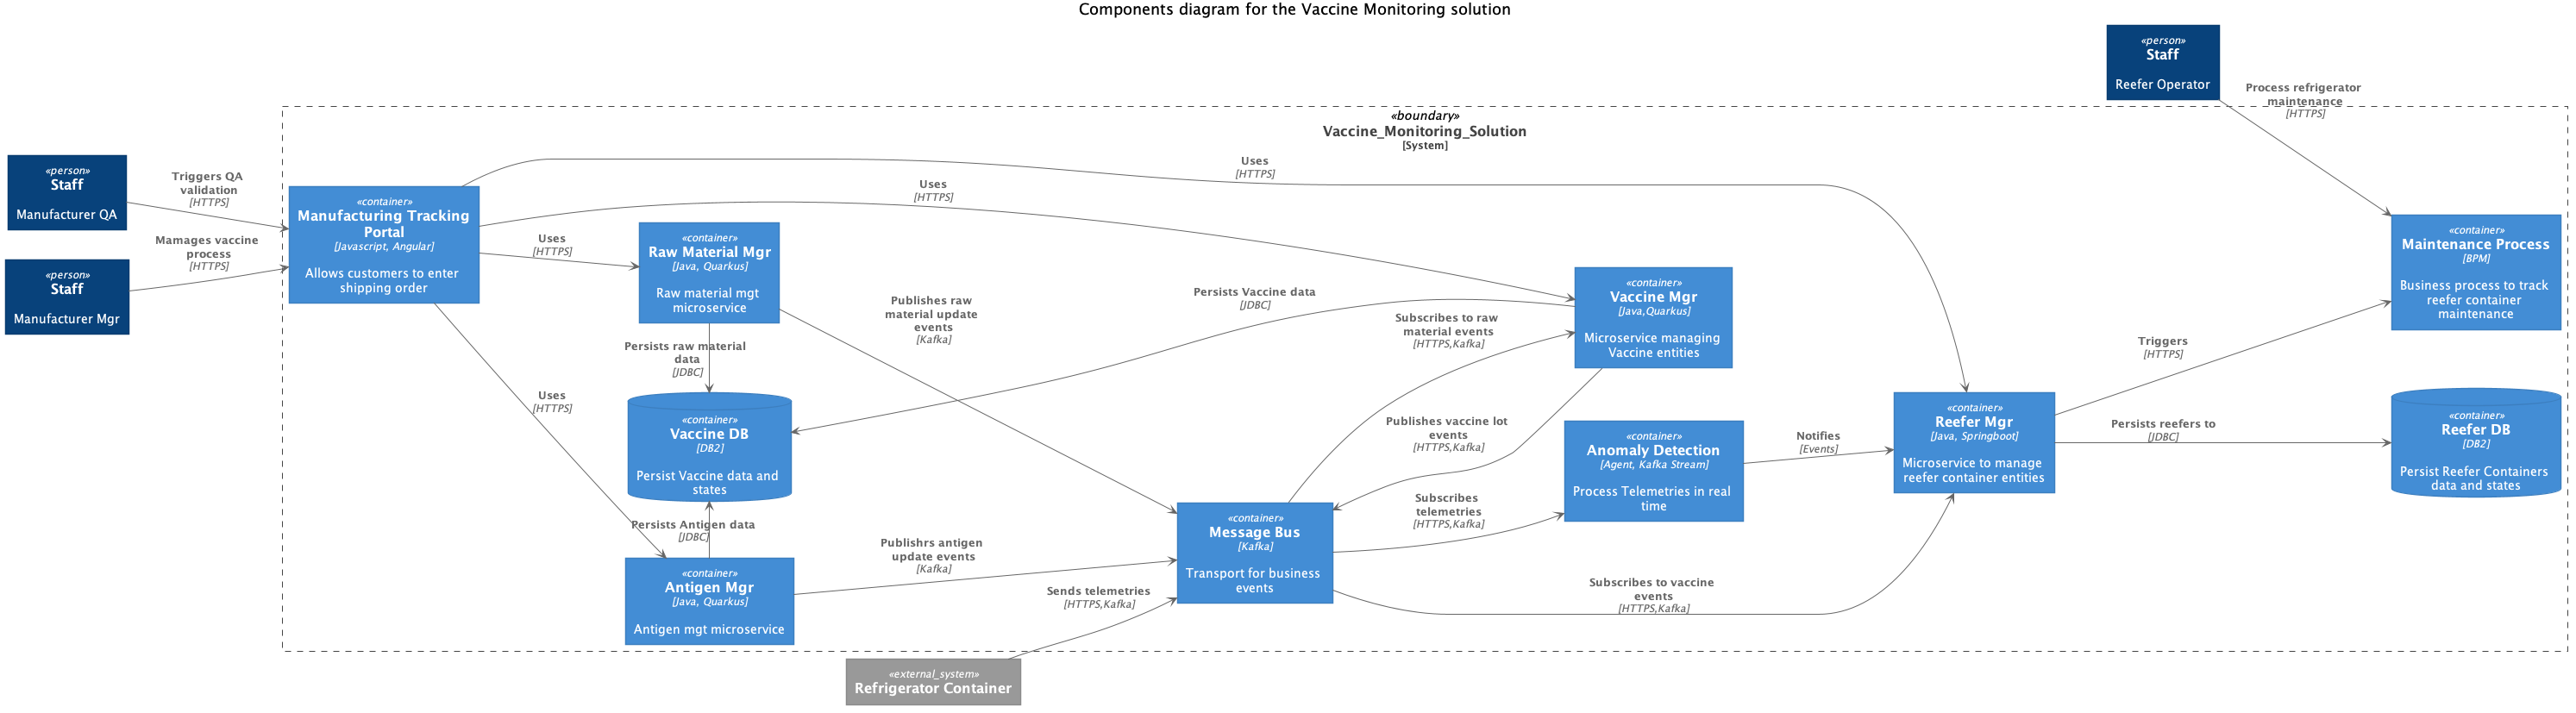 Components diagram for the Vaccine Monitoring solution
«person»
Staff
Reefer Operator
Process refrigerator
maintenance
[HTTPS]
«boundary»
Vaccine_Monitoring_Solution
[System]
«person»
Staff
Manufacturer QA
Triggers QA
validation
[HTTPS]
«person»
Staff
Manufacturer Mgr
Mamages vaccine
process
[HTTPS]
«container»
Manufacturing Tracking
Portal
[Javascript, Angular]
Allows customers to enter
shipping order
Uses
[HTTPS]
Uses
[HTTPS]
Uses
[HTTPS]
Uses
[HTTPS]
«container»
Raw Material Mgr
[Java, Quarkus]
Raw material mgt
microservice
Persists raw material
data
[JDBC]
Publishes raw
material update
events
[Kafka]
«container»
Vaccine DB
[DB2]
Persist Vaccine data and
states
Persists Antigen data
[JDBC]
«container»
Antigen Mgr
[Java, Quarkus]
Antigen mgt microservice
Publishrs antigen
update events
[Kafka]
Sends telemetries
[HTTPS,Kafka]
«external_system»
Refrigerator Container
Persists Vaccine data
[JDBC]
Subscribes to raw
material events
[HTTPS,Kafka]
Publishes vaccine lot
events
[HTTPS,Kafka]
Subscribes
telemetries
[HTTPS,Kafka]
«container»
Message Bus
[Kafka]
Transport for business
events
«container»
Vaccine Mgr
[Java,Quarkus]
Microservice managing
Vaccine entities
«container»
Anomaly Detection
[Agent, Kafka Stream]
Process Telemetries in real
time
Subscribes to vaccine
events
[HTTPS,Kafka]
Notifies
[Events]
«container»
Reefer Mgr
[Java, Springboot]
Microservice to manage
reefer container entities
Triggers
[HTTPS]
Persists reefers to
[JDBC]
«container»
Maintenance Process
[BPM]
Business process to track
reefer container
maintenance
«container»
Reefer DB
[DB2]
Persist Reefer Containers
data and states